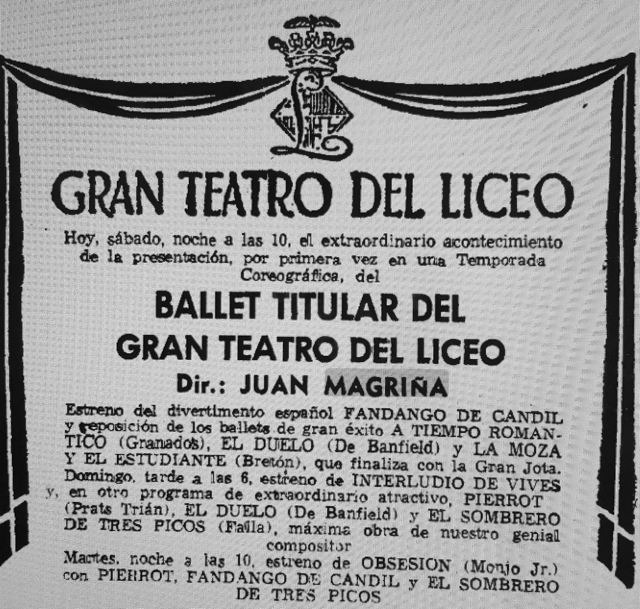 GRAN TEATRO DEL LICEO
Hoy, sábado, noche a las 10, el extraordinario acontecimiento
de la presentación, por primera vez en una Temporada
Coreográfica, del
BALLET TITULAR DEL
GRAN TEATRO DEL LICEO
Dir.: JUAN MAGRIÑA
Estreno del divertimento español FANDANGO DE CANDIL
y reposición de los ballets de gran éxito A TIEMPO ROMAN-
TICO (Granados), EL DUELO (De Banfield) y LA MOZA
Y EL ESTUDIANTE (Bretón), que finaliza con la Gran Jota.
Domingo, tarde a las 6, estreno de INTERLUDIO DE VIVES
y, en otro programa de extraordinario atractivo, PIERROT
(Prats Trián), EL DUELO (De Banfield) y EL SOMBRERO
DE TRES PICOS (Falla), máxima obra de nuestro genial
compositor
Martes, noche a las 10, estreno de OBSESION (Monjo Jr.)
con PIERROT, FANDANGO DE CANDIL y EL SOMBRERO
DE TRES PICOS